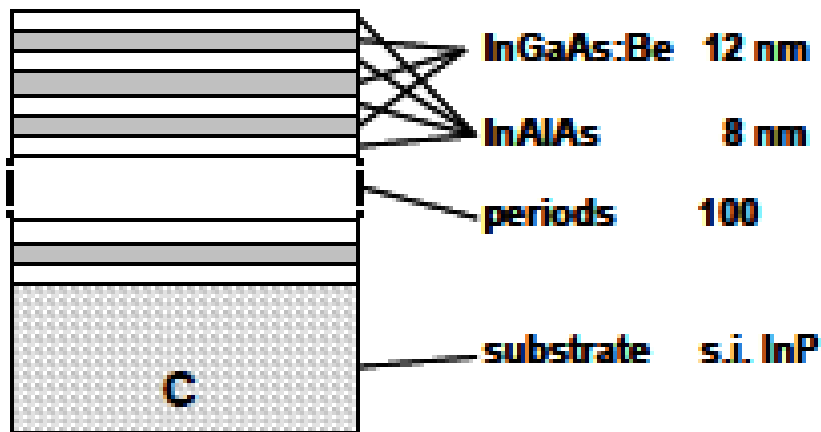 InGaAs:Be 12 nm
InAlAs 8 nm
periods 100
substrate s.i. InP
C